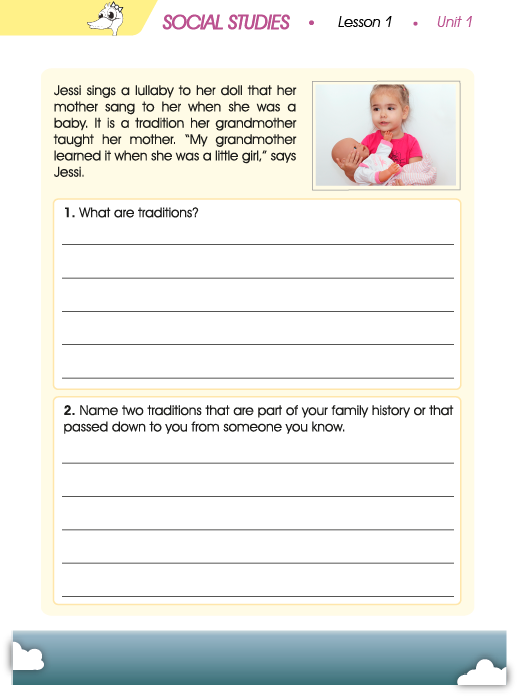 SOCIAL STUDIES • Lesson 1 • Unit 1
Jessi sings a lullaby to her doll that her
mother sang to her when she was a
baby. It is a tradition her grandmother
taught her mother. “My grandmother
learned it when she was a little girl,” says
Jessi.
1. What are traditions?
2. Name two traditions that are part of your family history or that
passed down to you from someone you know.